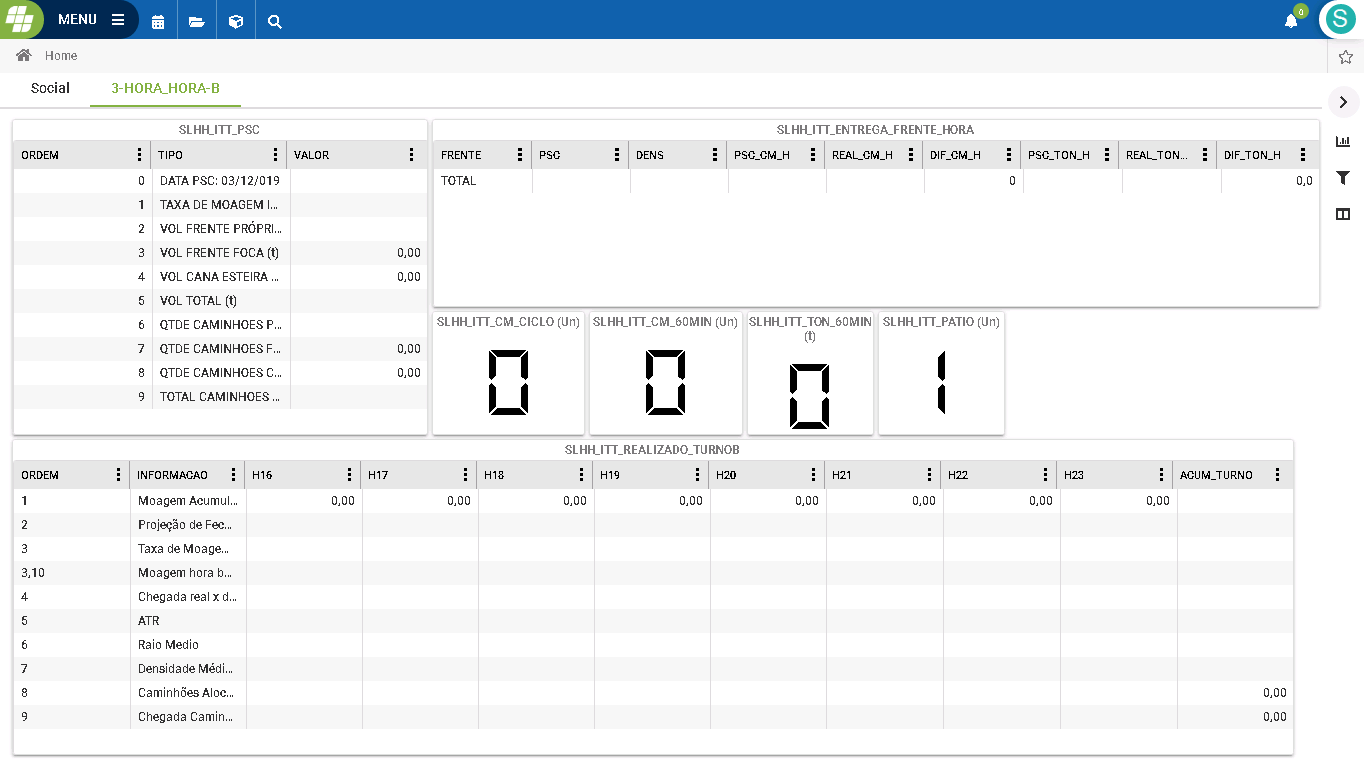 MENU
0
S
Home
Social 3-HORA_HORA-B
SLHH_ITT_PSC
ORDEM TIPO VALOR
0 DATA PSC: 03/12/019
1 TAXA DE MOAGEM I...
2 VOL FRENTE PRÓPRI...
3 VOL FRENTE FOCA (t) 0,00
4 VOL CANA ESTEIRA ... 0,00
5 VOL TOTAL (t)
6 QTDE CAMINHOES P...
7 QTDE CAMINHOES F... 0,00
8 QTDE CAMINHOES C... 0,00
9 TOTAL CAMINHOES ...
SLHH_ITT_ENTREGA_FRENTE_HORA
FRENTE PSC DENS PSC_CM_H REAL_CM_H DIF_CM_H PSC_TON_H REAL_TON... DIF_TON_H
TOTAL 0 0,0
SLHH_ITT_CM_CICLO (Un)
0
SLHH_ITT_CM_60MIN (Un)
0
SLHH_ITT_TON_60MIN
(t)
0
SLHH_ITT_PATIO (Un)
1
SLHH_ITT_REALIZADO_TURNOB
ORDEM INFORMACAO H16 H17 H18 H19 H20 H21 H22 H23 ACUM_TURNO
1 Moagem Acumul... 0,00 0,00 0,00 0,00 0,00 0,00 0,00 0,00
2 Projeção de Fec...
3 Taxa de Moage...
3,10 Moagem hora b...
4 Chegada real x d...
5 ATR
6 Raio Medio
7 Densidade Médi...
8 Caminhões Aloc... 0,00
9 Chegada Camin... 0,00